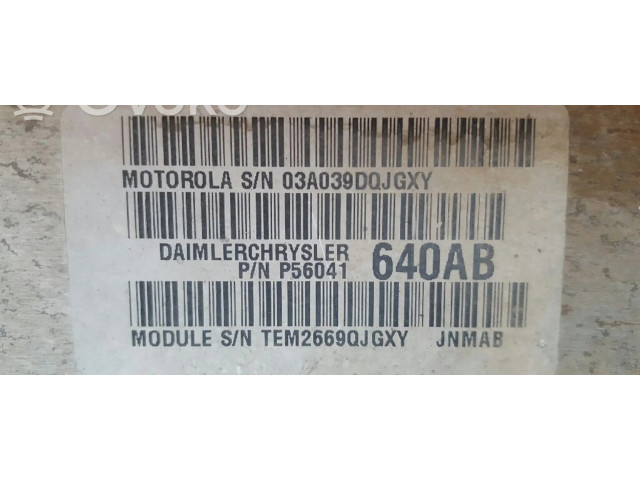 MOTOROLA S/N 03A039DQJGXY
DAIMLERCHRYSLER
P/N P56041 640AB
MODULE S/N TEM2669QJGXY JNMAB